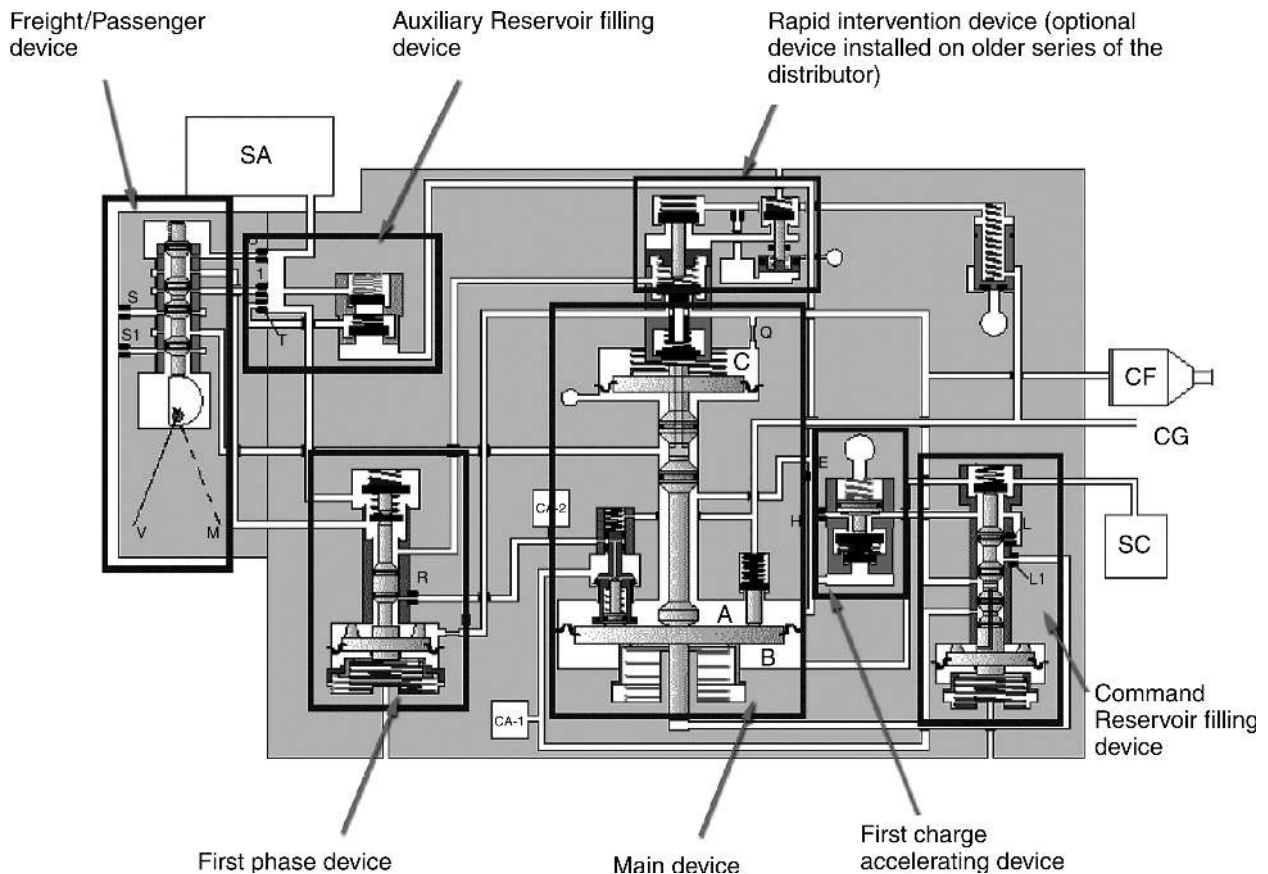 Freight/Passenger
device
Auxiliary Reservoir filling
device
Rapid intervention device (optional
device installed on older series of the
distributor)
SA
1
T
S
S1
V
M
Q
C
CF
CG
E
H
CA-2
R
A
B
L
L1
SC
CA-1
Command
Reservoir filling
device
First phase device
Main device
First charge
accelerating device